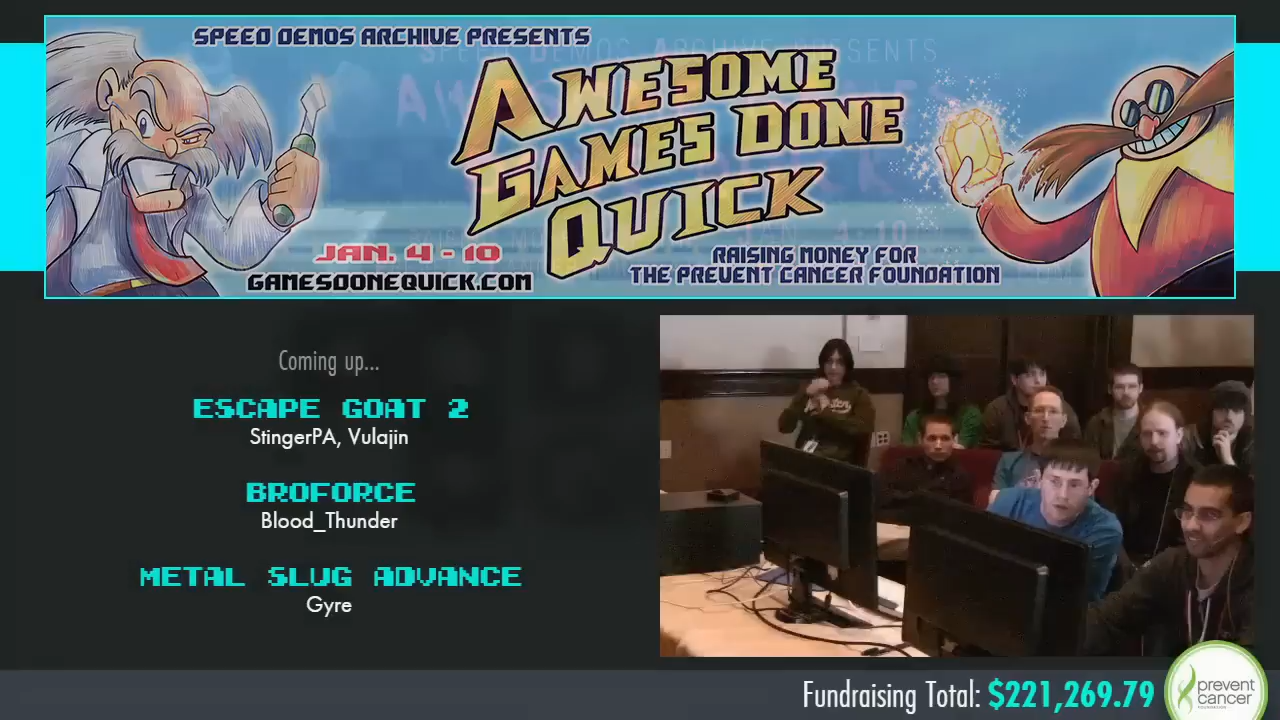 SPEED DEMOS ARCHIVE PRESENTS
AWESOME
GAMES DONE
QUICK
JAN. 4 - 10
GAMESDONEQUICK.COM
RAISING MONEY FOR
THE PREVENT CANCER FOUNDATION
Coming up...
ESCAPE GOAT 2
StingerPA, Vulajin
BROFORCE
Blood_Thunder
METAL SLUG ADVANCE
Gyre
Fundraising Total: $221,269.79
prevent
cancer